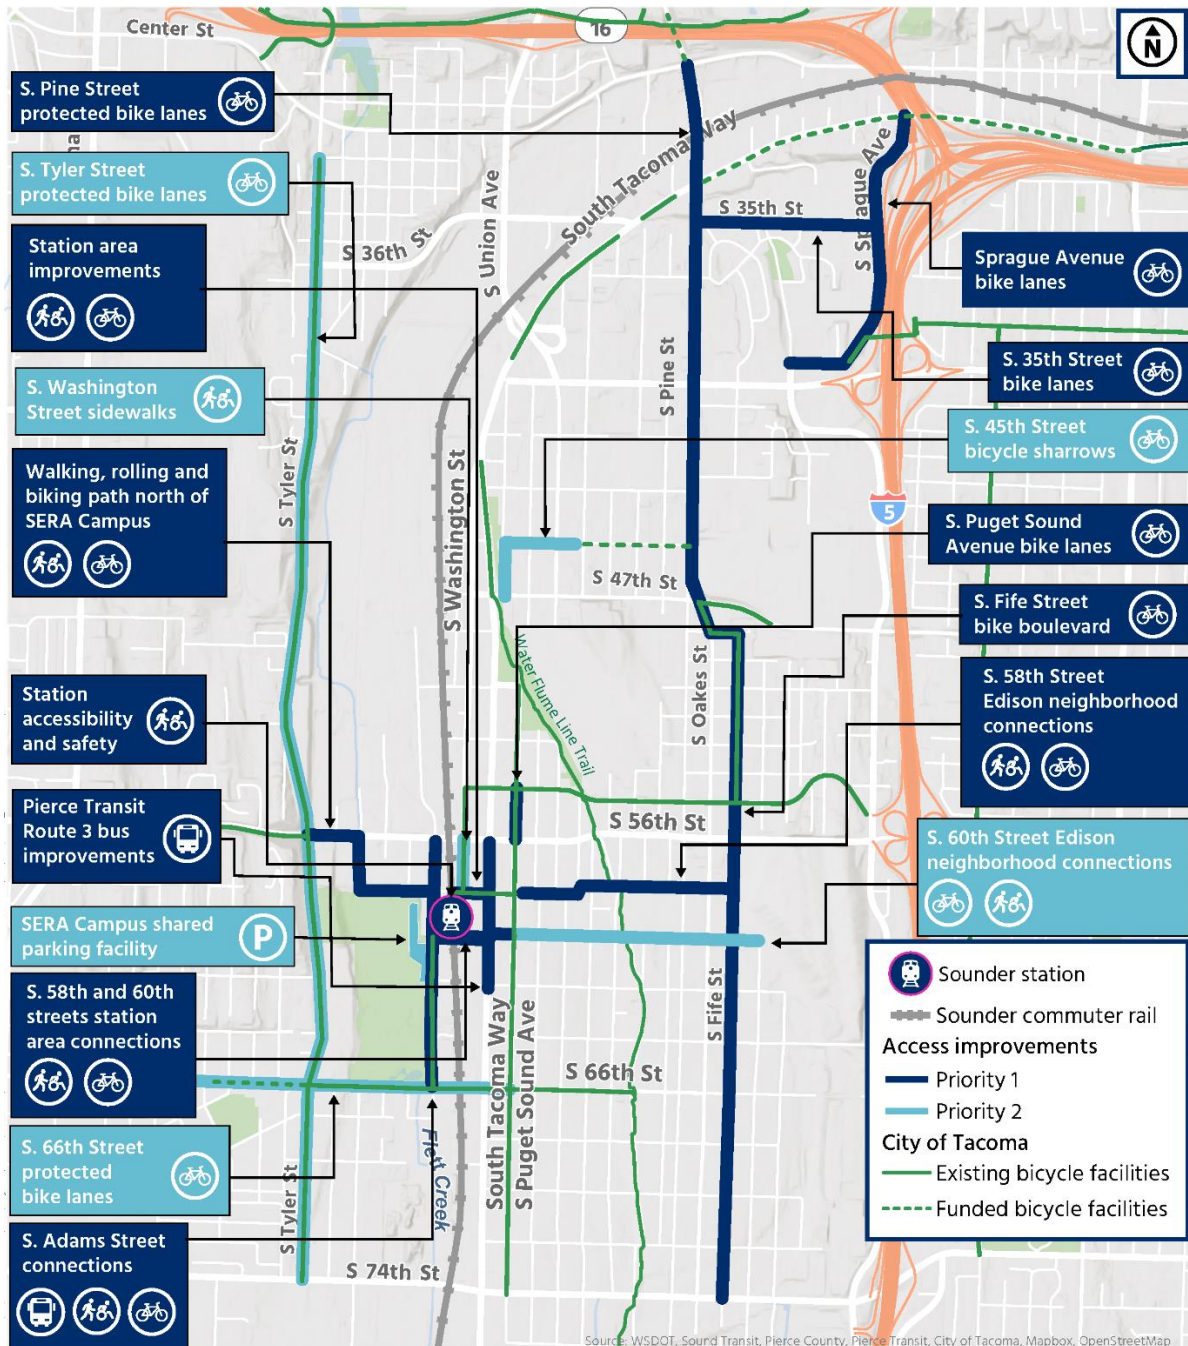 Center St
16
N
S. Pine Street
protected bike lanes
S. Tyler Street
protected bike lanes
Station area
improvements
S. Washington
Street sidewalks
Walking, rolling and
biking path north of
SERA Campus
Station
accessibility
and safety
Pierce Transit
Route 3 bus
improvements
SERA Campus shared
parking facility
P
S. 58th and 60th
streets station
area connections
S. 66th Street
protected
bike lanes
S. Adams Street
connections
S 36th St
S Union Ave
South Tacoma Way
S 35th St
S Sprague Ave
S Pine St
S Tyler St
S Washington St
S 47th St
Water Flume Line Trail
S Oakes St
S 56th St
S Fife St
South Tacoma Way
S Puget Sound Ave
S 66th St
Flett Creek
S Tyler St
S 74th St
5
Sprague Avenue
bike lanes
S. 35th Street
bike lanes
S. 45th Street
bicycle sharrows
S. Puget Sound
Avenue bike lanes
S. Fife Street
bike boulevard
S. 58th Street
Edison neighborhood
connections
S. 60th Street Edison
neighborhood connections
Sounder station
Sounder commuter rail
Access improvements
Priority 1
Priority 2
City of Tacoma
Existing bicycle facilities
Funded bicycle facilities
Source: WSDOT, Sound Transit, Pierce County, Pierce Transit, City of Tacoma, Mapbox, OpenStreetMap